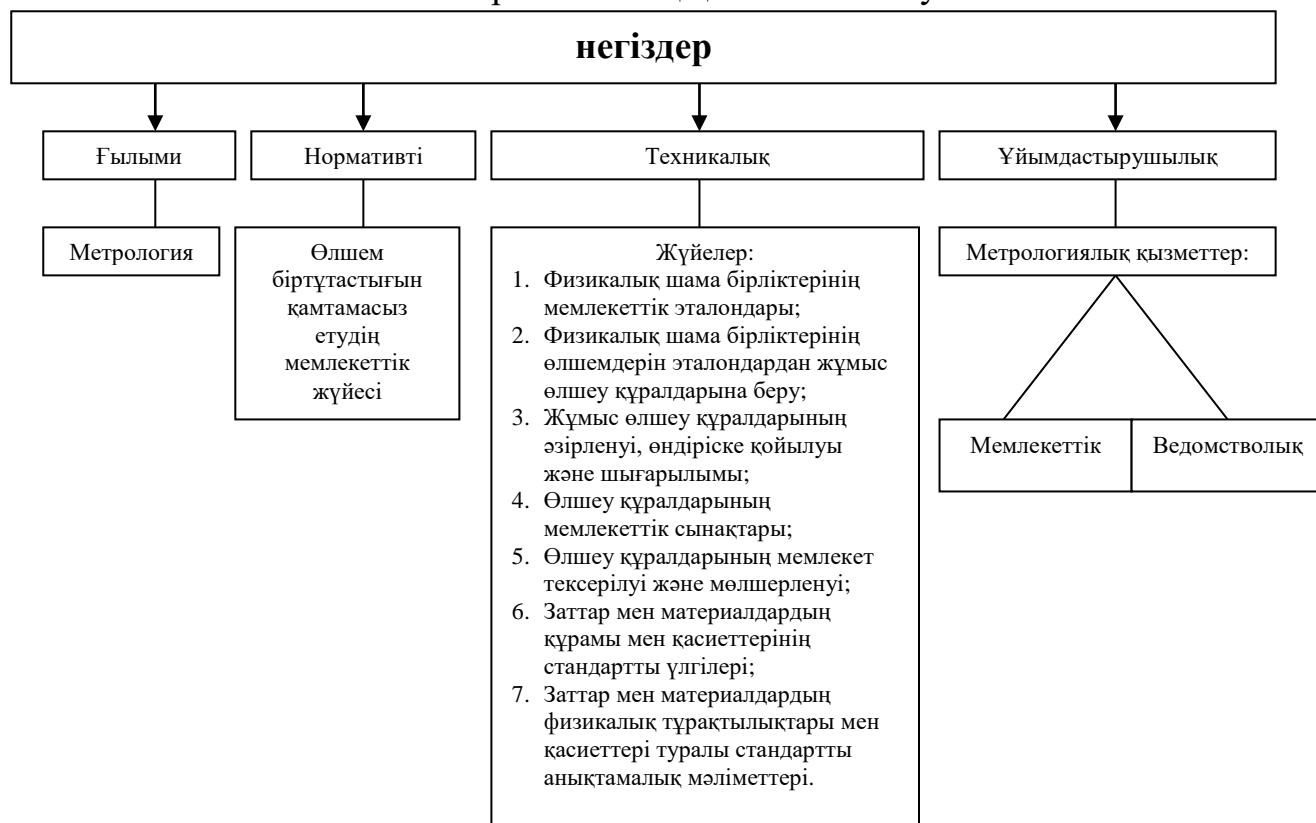 негіздер
Ғылыми
Нормативті
Техникалық
Ұйымдастырушылық
Метрология
Өлшем
біртұтастығын
қамтамасыз
етудің
мемлекеттік
жүйесі
Жүйелер:
1. Физикалық шама бірліктерінің
мемлекеттік эталондары;
2. Физикалық шама бірліктерінің
өлшемдерін эталондардан жұмыс
өлшеу құралдарына беру;
3. Жұмыс өлшеу құралдарының
әзірленуі, өндіріске қойылуы
және шығарылымы;
4. Өлшеу құралдарының
мемлекеттік сынақтары;
5. Өлшеу құралдарының мемлекет
тексерілуі және мөлшерленуі;
6. Заттар мен материалдардың
құрамы мен қасиеттерінің
стандартты үлгілері;
7. Заттар мен материалдардың
физикалық тұрақтылықтары мен
қасиеттері туралы стандартты
анықтамалық мәліметтері.
Метрологиялық қызметтер:
Мемлекеттік
Ведомстволық